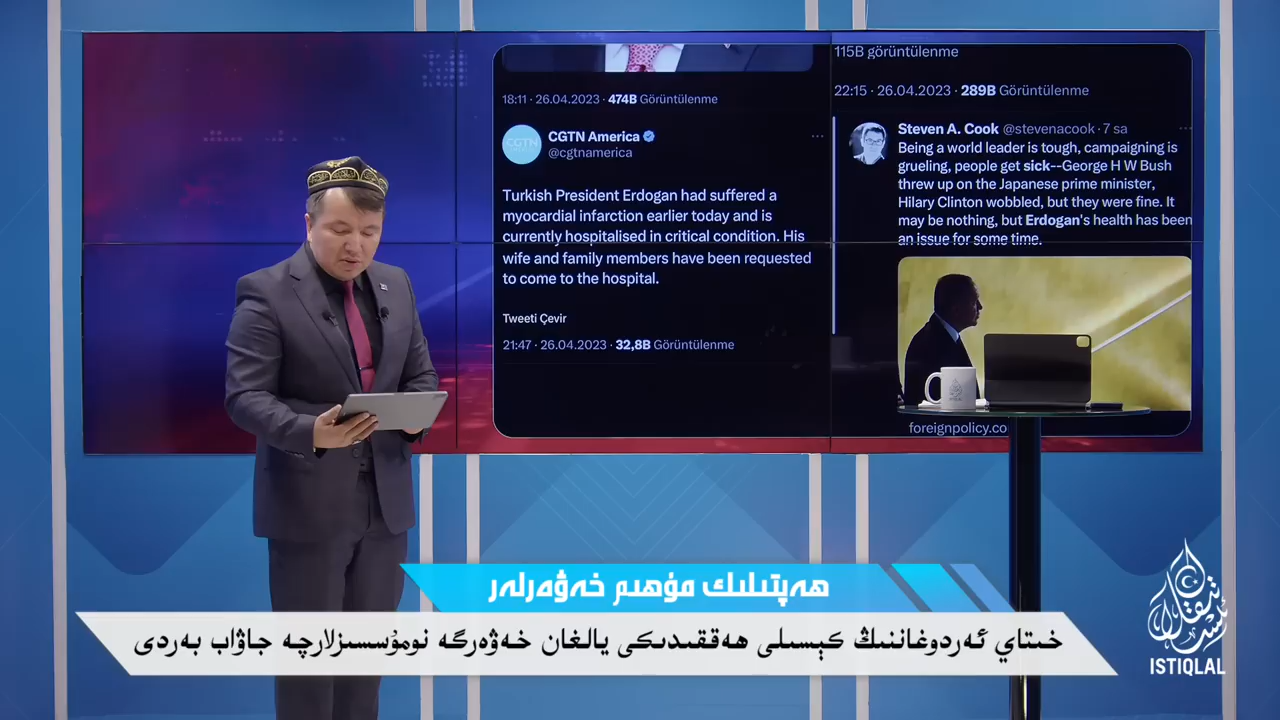 18:11 · 26.04.2023 · 474B Görüntülenme
CGTN America
@cgtnamerica
Turkish President Erdogan had suffered a
myocardial infarction earlier today and is
currently hospitalised in critical condition. His
wife and family members have been requested
to come to the hospital.
Tweeti Çevir
21:47 · 26.04.2023 · 32,8B Görüntülenme
115B görüntülenme
22:15 · 26.04.2023 · 289B Görüntülenme
Steven A. Cook @stevenacook · 7 sa
Being a world leader is tough, campaigning is
grueling, people get sick--George H W Bush
threw up on the Japanese prime minister,
Hilary Clinton wobbled, but they were fine. It
may be nothing, but Erdogan's health has been
an issue for some time.
foreignpolicy.co
ھەپتىلىك مۇھىم خەۋەرلەر
خىتاي ئەردوغاننىڭ كېسىلى ھەققىدىكى يالغان خەۋەرگە نومۇسسىزلارچە جاۋاب بەردى
ISTIQLAL